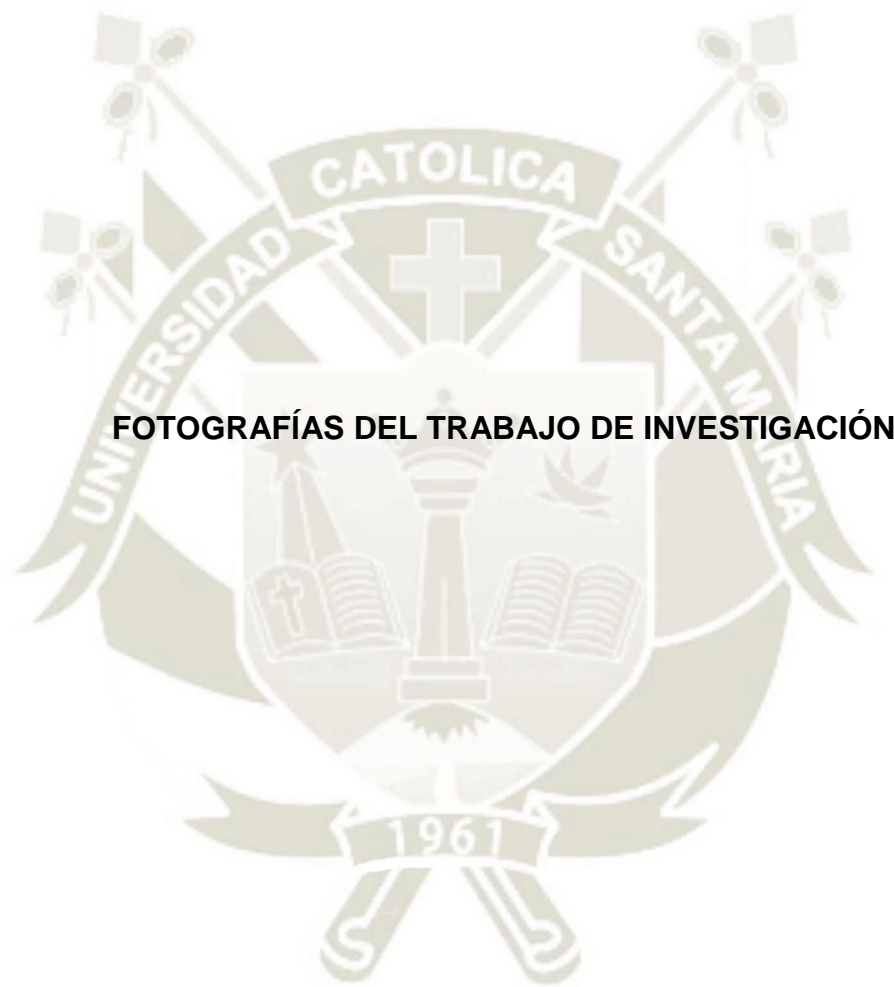 CATOLICA
UNIVERSIDAD
SANTA MARIA
FOTOGRAFÍAS DEL TRABAJO DE INVESTIGACIÓN
1961